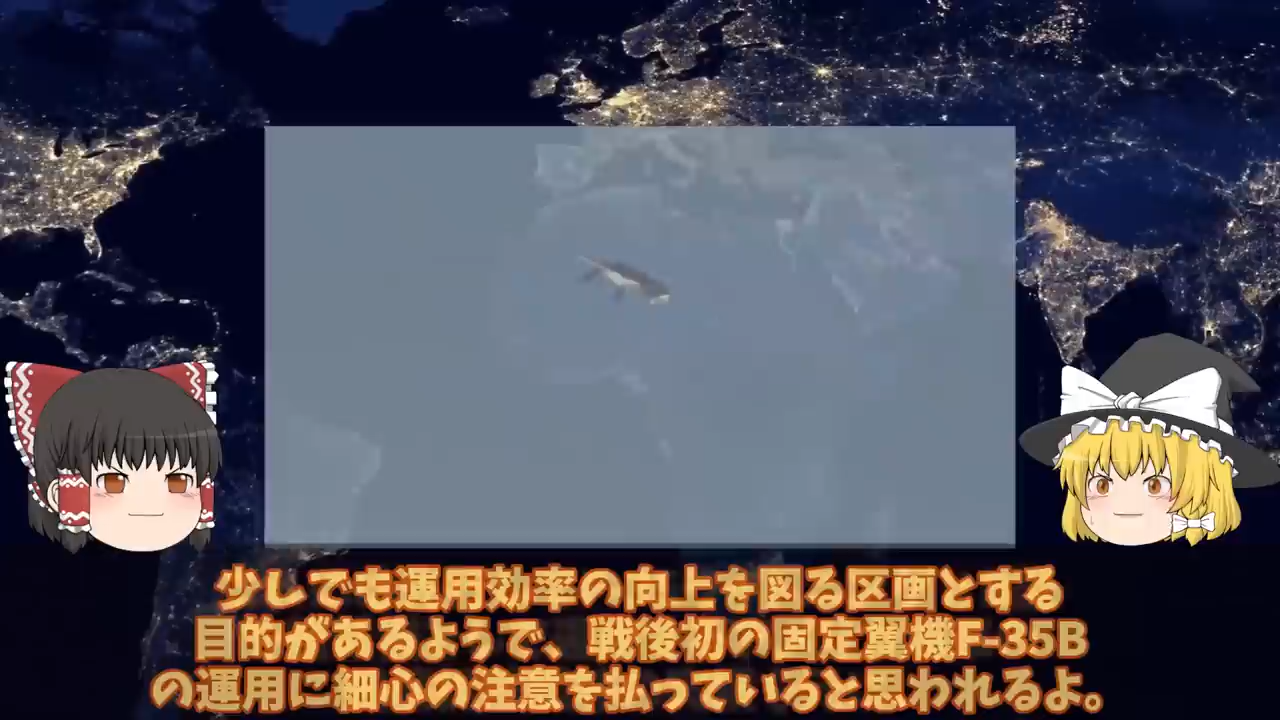 少しでも運用効率の向上を図る区画とする
目的があるようで、戦後初の固定翼機F-35B
の運用に細心の注意を払っていると思われるよ。